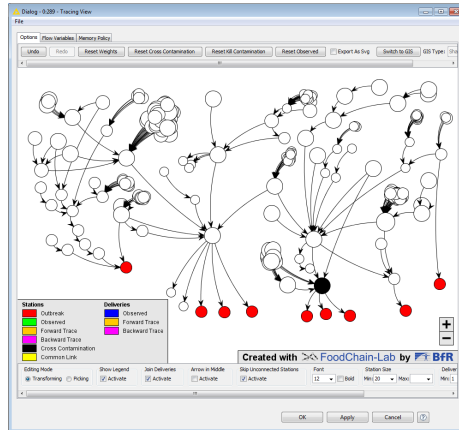 Dialog - 0:289 - Tracing View
File
Options Flow Variables Memory Policy
Undo Redo Reset Weights Reset Cross Contamination Reset Kill Contamination Reset Observed Export As Svg Switch to GIS GIS Type:
Stations Deliveries
Outbreak Observed
Observed Forward Trace
Forward Trace Backward Trace
Backward Trace
Cross Contamination
Common Link
Created with FoodChain-Lab by BfR
+
-
Editing Mode Show Legend Join Deliveries Arrow in Middle Skip Unconnected Stations Font Station Size Deliver
Transforming Picking Activate Activate Activate Activate 12 Bold Min: 20 Max: Min: 1
OK Apply Cancel ?